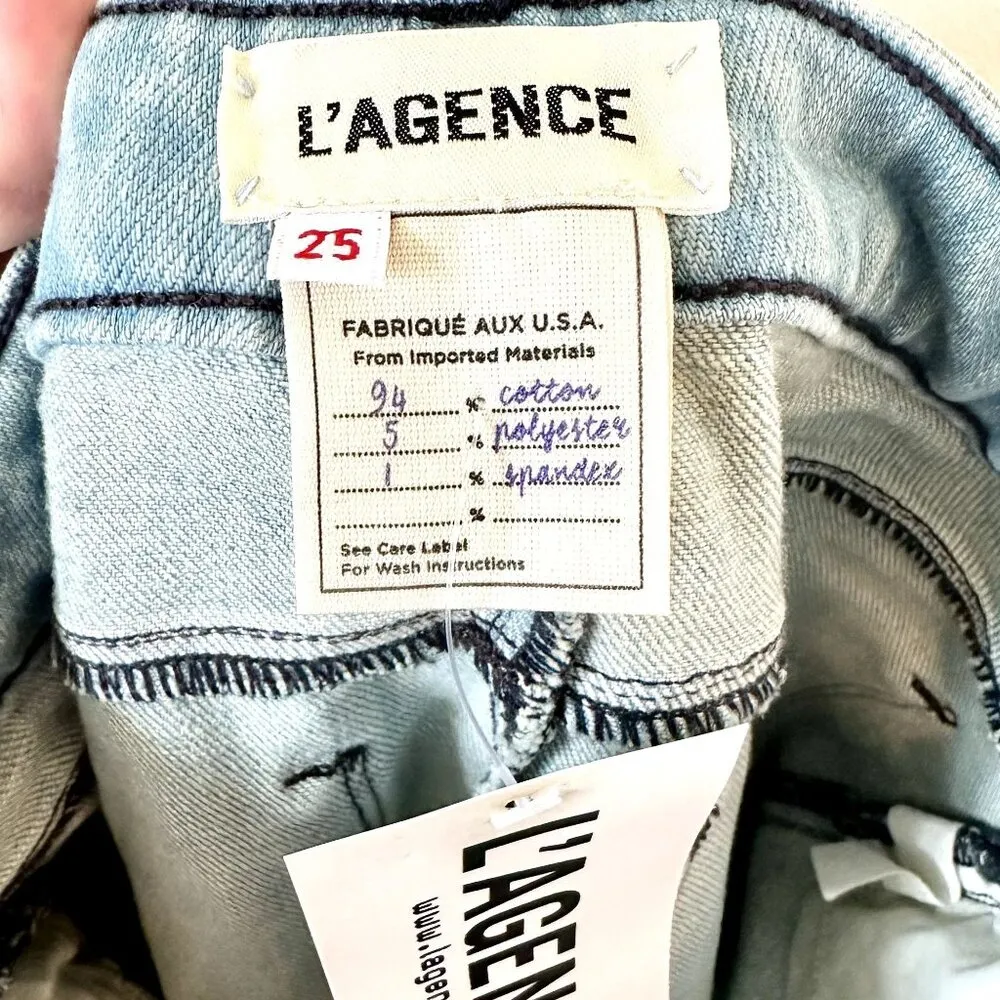 L'AGENCE
25
FABRIQUÉ AUX U.S.A.
From Imported Materials
94 % cotton
5 % polyester
1 % spandex
%
See Care Label
For Wash Instructions
L'AGEN
www.lagen